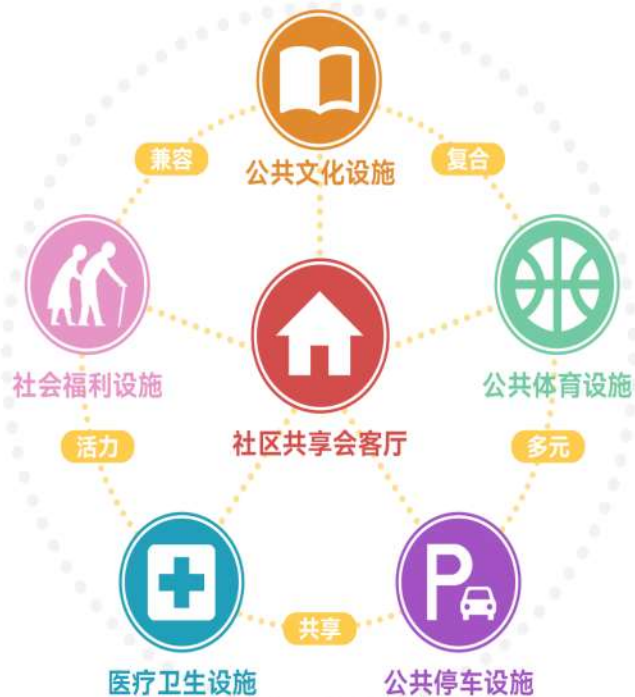 兼容
复合
公共文化设施
社会福利设施
公共体育设施
活力
社区共享会客厅
多元
共享
医疗卫生设施
公共停车设施